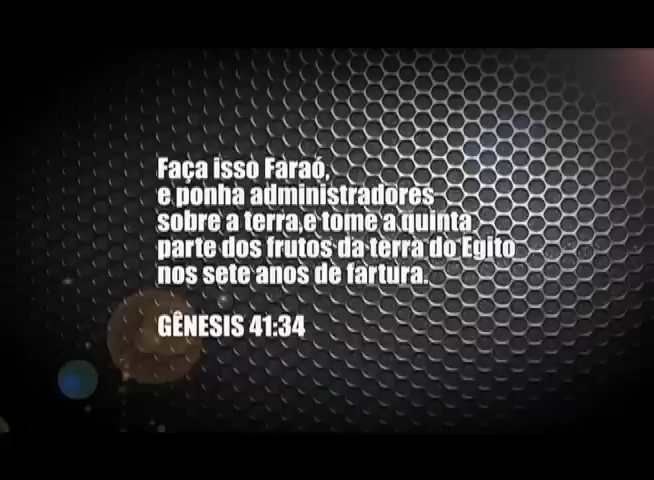 Faça isso Faraó,
e ponha administradores
sobre a terra,e tome a quinta
parte dos frutos da terra do Egito
nos sete anos de fartura.
GÊNESIS 41:34